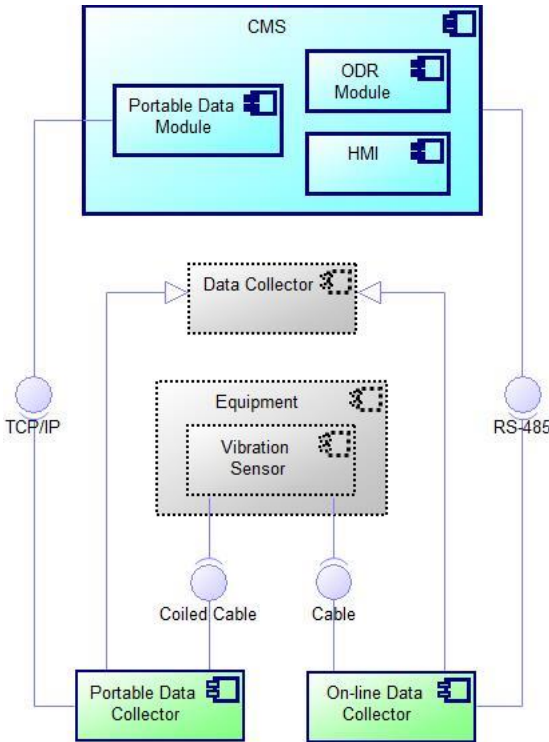 CMS
ODR
Module
Portable Data
Module
HMI
Data Collector
Equipment
TCP/IP
RS-485
Vibration
Sensor
Coiled Cable
Cable
Portable Data
Collector
On-line Data
Collector